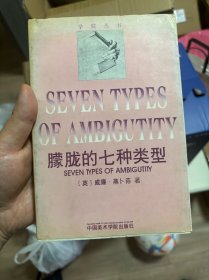 学院丛书
SEVEN TYPES
OF AMBIGUTITY
朦胧的七种类型
SEVEN TYPES OF AMBIGUTITY
［英］威廉·燕卜荪 著
中国美术学院出版社